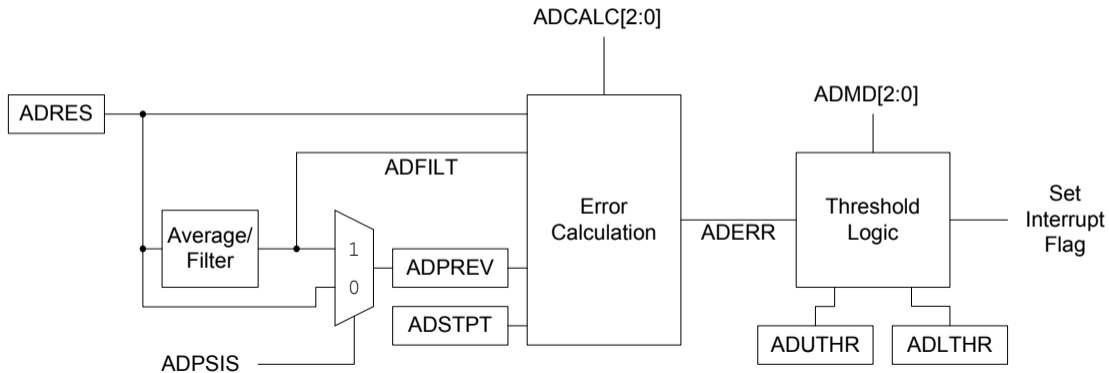 ADCALC[2:0]
ADRES
ADMD[2:0]
ADFILT
Average/
Filter
1
0
ADPREV
ADSTPT
ADPSIS
Error
Calculation
ADERR
Threshold
Logic
Set
Interrupt
Flag
ADUTHR
ADLTHR